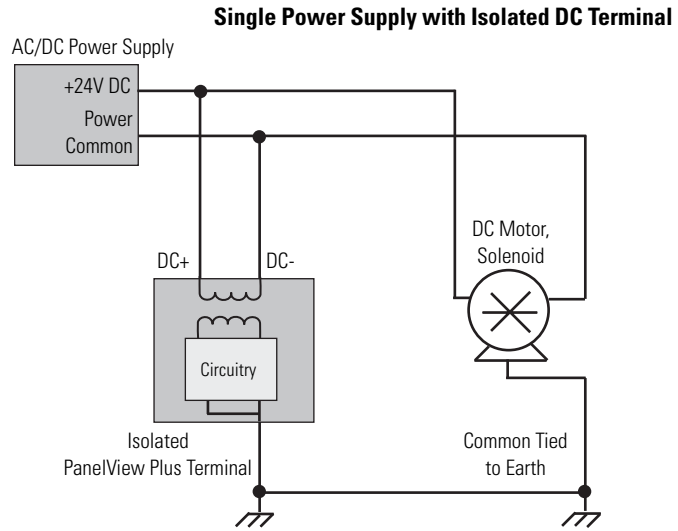 Single Power Supply with Isolated DC Terminal
AC/DC Power Supply
+24V DC
Power
Common
DC+
DC-
DC Motor,
Solenoid
Circuitry
Isolated
PanelView Plus Terminal
Common Tied
to Earth